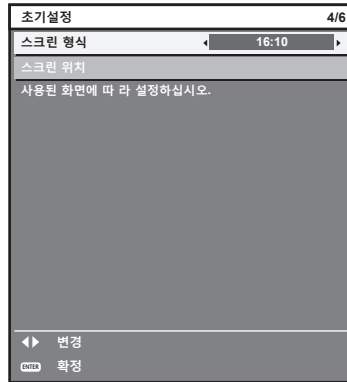 초기설정 4/6
스크린 형식 16:10
스크린 위치
사용된 화면에 따 라 설정하십시오.
변경
ENTER 확정